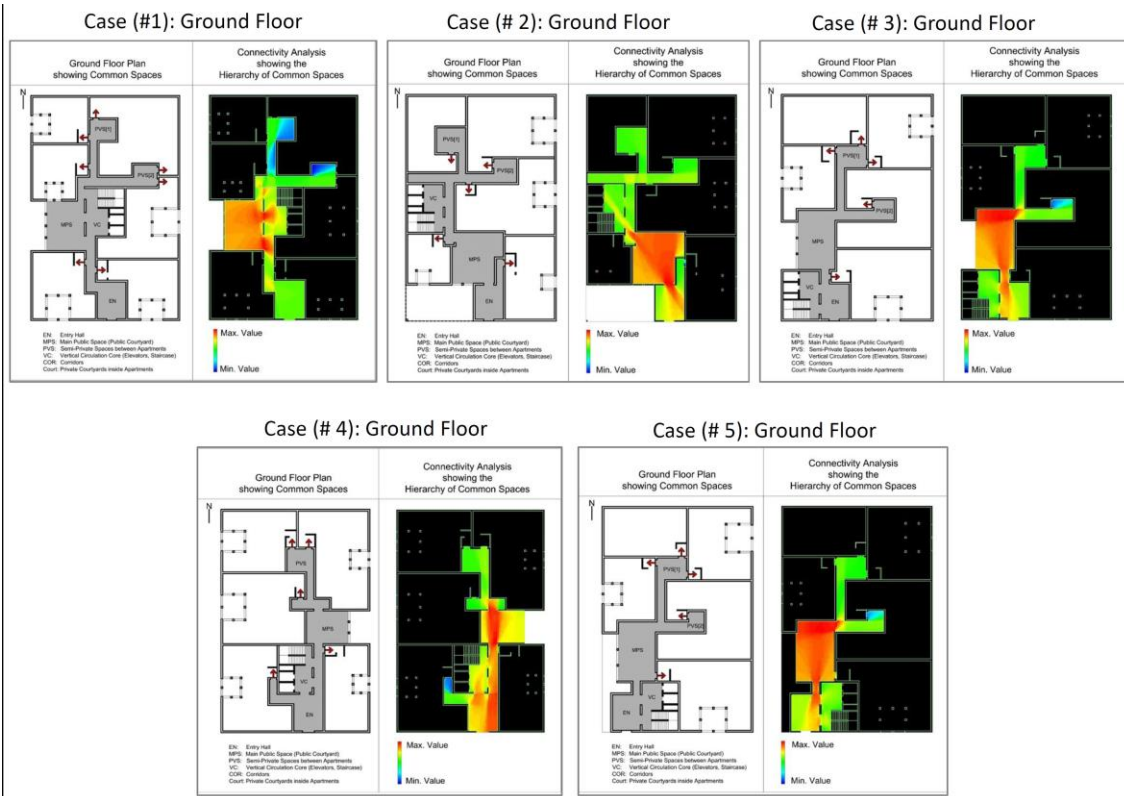 Case (#1): Ground Floor
Ground Floor Plan
showing Common Spaces
Connectivity Analysis
showing the
Hierarchy of Common Spaces
N
PVS[1]
PVS[2]
MPS
VC
EN
EN: Entry Hall
MPS: Main Public Space (Public Courtyard)
PVS: Semi-Private Spaces between Apartments
VC: Vertical Circulation Core (Elevators, Staircase)
COR: Corridors
Court: Private Courtyards inside Apartments
Max. Value
Min. Value
Case (# 2): Ground Floor
Ground Floor Plan
showing Common Spaces
Connectivity Analysis
showing the
Hierarchy of Common Spaces
N
PVS[1]
PVS[2]
VC
MPS
EN
EN: Entry Hall
MPS: Main Public Space (Public Courtyard)
PVS: Semi-Private Spaces between Apartments
VC: Vertical Circulation Core (Elevators, Staircase)
COR: Corridors
Court: Private Courtyards inside Apartments
Max. Value
Min. Value
Case (# 3): Ground Floor
Ground Floor Plan
showing Common Spaces
Connectivity Analysis
showing the
Hierarchy of Common Spaces
N
PVS[1]
PVS[2]
MPS
VC
EN
EN: Entry Hall
MPS: Main Public Space (Public Courtyard)
PVS: Semi-Private Spaces between Apartments
VC: Vertical Circulation Core (Elevators, Staircase)
COR: Corridors
Court: Private Courtyards inside Apartments
Max. Value
Min. Value
Case (# 4): Ground Floor
Ground Floor Plan
showing Common Spaces
Connectivity Analysis
showing the
Hierarchy of Common Spaces
N
PVS
MPS
VC
EN
EN: Entry Hall
MPS: Main Public Space (Public Courtyard)
PVS: Semi-Private Spaces between Apartments
VC: Vertical Circulation Core (Elevators, Staircase)
COR: Corridors
Court: Private Courtyards inside Apartments
Max. Value
Min. Value
Case (# 5): Ground Floor
Ground Floor Plan
showing Common Spaces
Connectivity Analysis
showing the
Hierarchy of Common Spaces
N
PVS[1]
PVS[2]
MPS
VC
EN
EN: Entry Hall
MPS: Main Public Space (Public Courtyard)
PVS: Semi-Private Spaces between Apartments
VC: Vertical Circulation Core (Elevators, Staircase)
COR: Corridors
Court: Private Courtyards inside Apartments
Max. Value
Min. Value